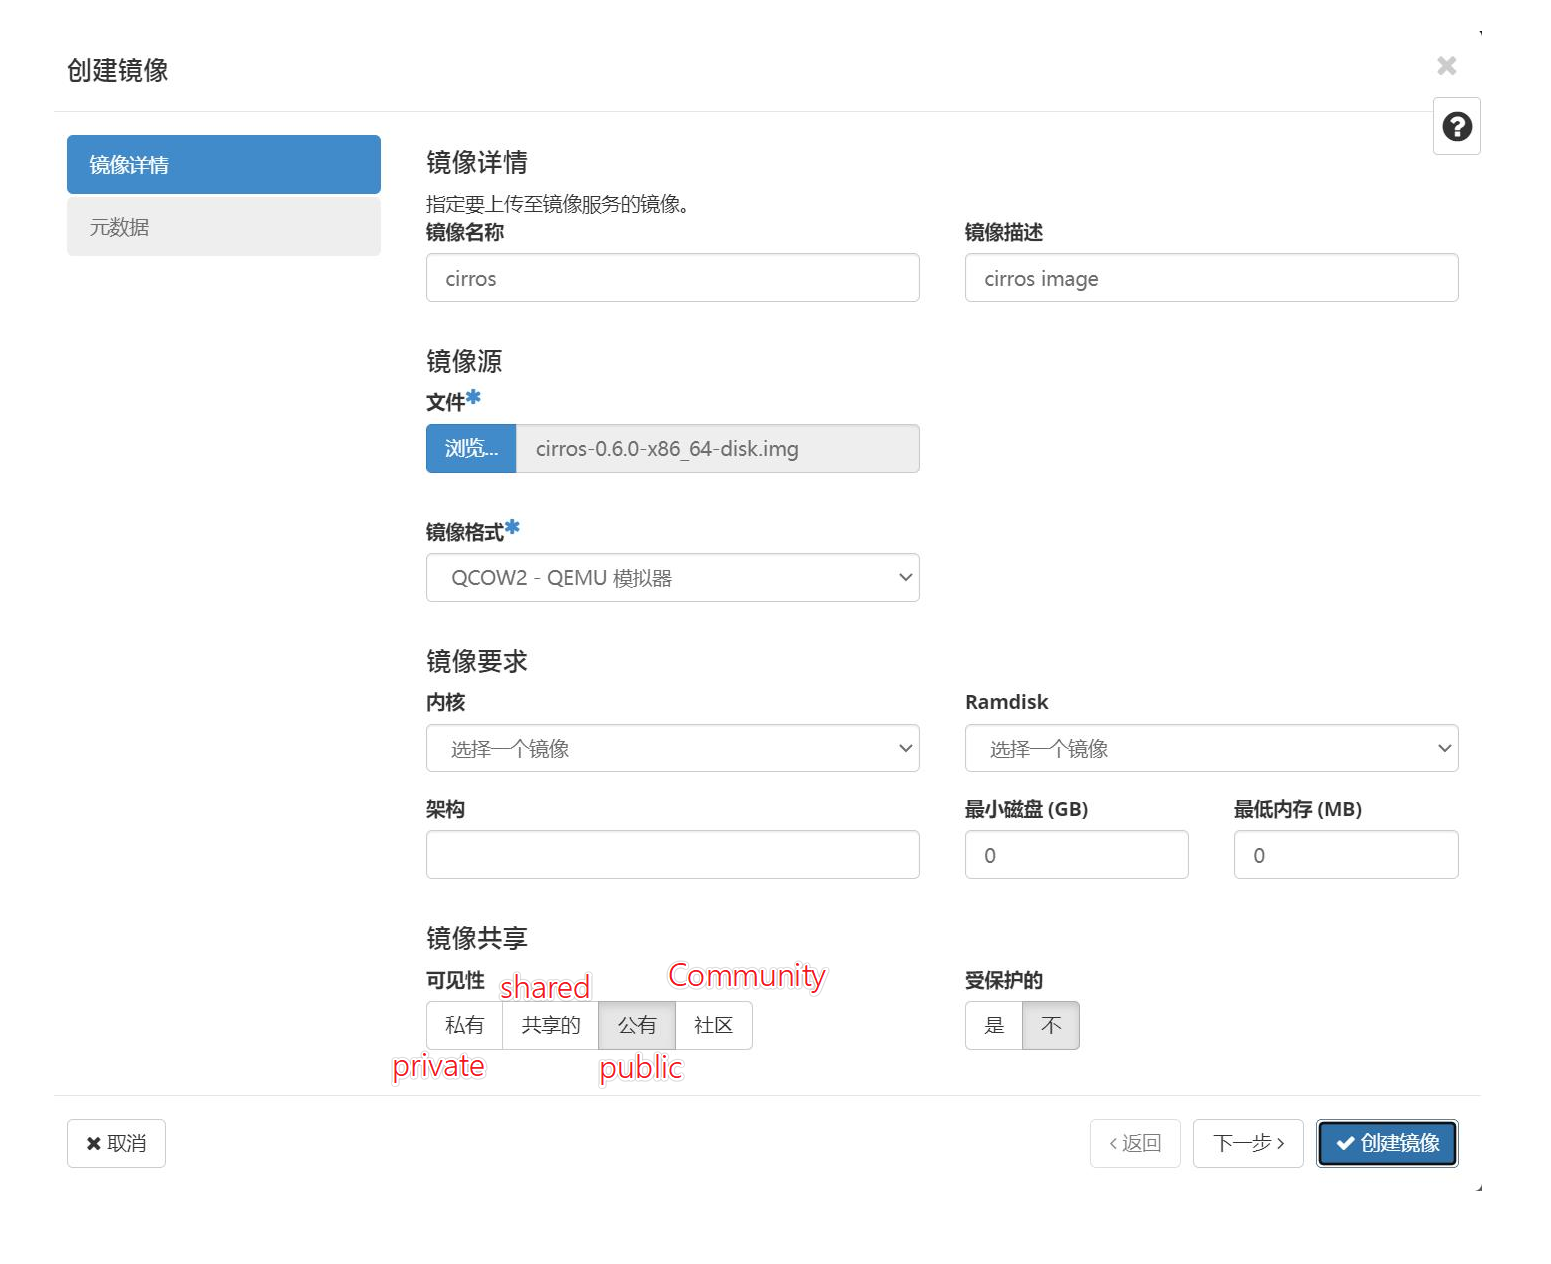 创建镜像
镜像详情
元数据
镜像详情
指定要上传至镜像服务的镜像。
镜像名称
镜像描述
cirros
cirros image
镜像源
文件
浏览...
cirros-0.6.0-x86_64-disk.img
镜像格式
QCOW2 - QEMU 模拟器
镜像要求
内核
Ramdisk
选择一个镜像
选择一个镜像
架构
最小磁盘 (GB)
最低内存 (MB)
0
0
镜像共享
可见性
shared
Community
受保护的
私有
共享的
公有
社区
是
不
private
public
取消
返回
下一步
创建镜像